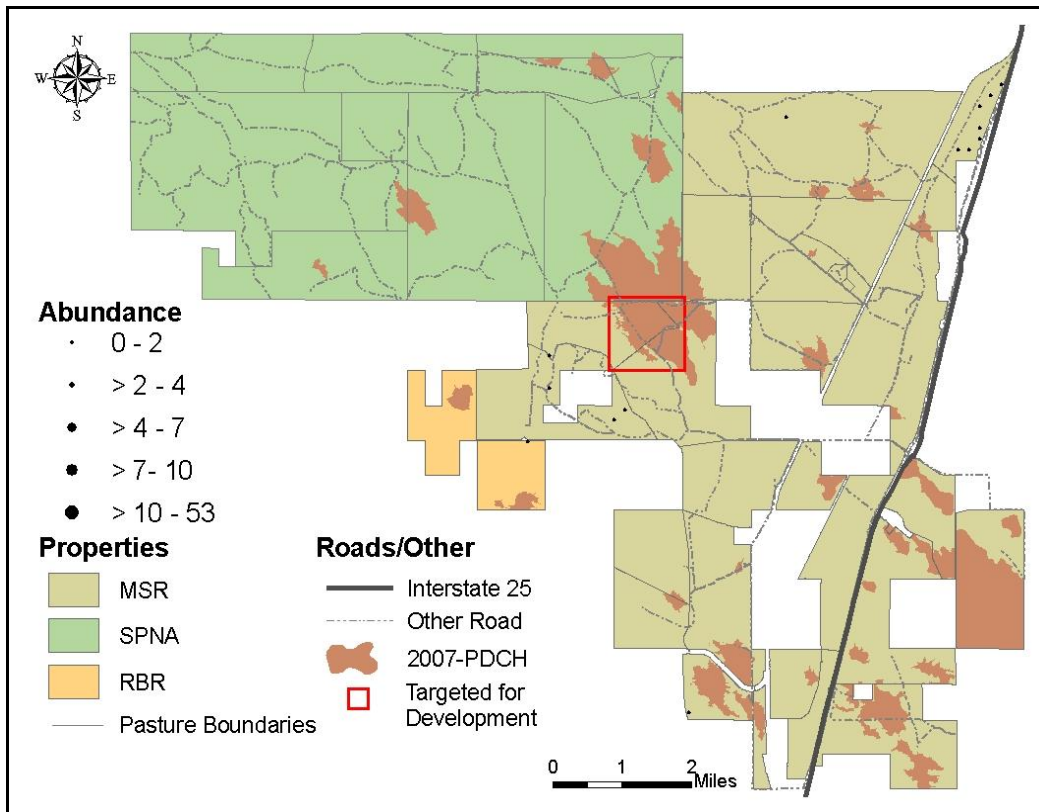 N
W E
S
Abundance
0 - 2
> 2 - 4
> 4 - 7
> 7- 10
> 10 - 53
Properties
MSR
SPNA
RBR
Pasture Boundaries
Roads/Other
Interstate 25
Other Road
2007-PDCH
Targeted for
Development
0 1 2
Miles